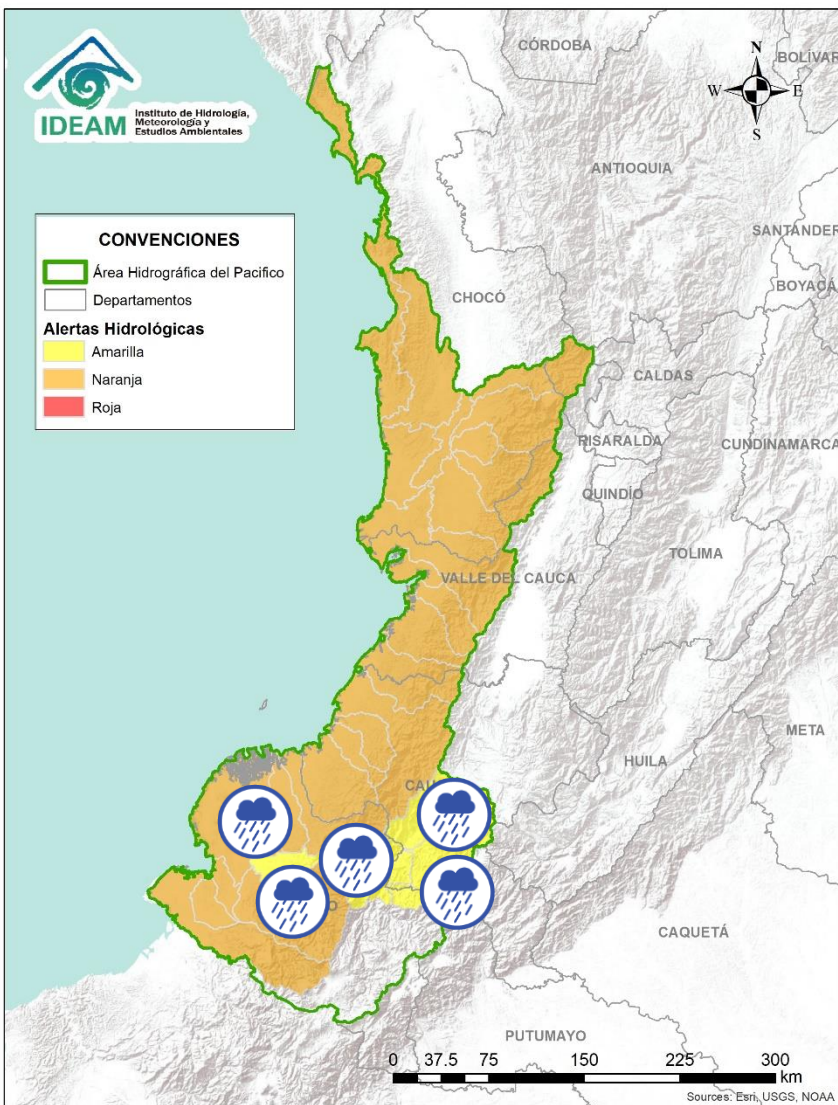 IDEAM
Instituto de Hidrología,
Meteorología y
Estudios Ambientales
CÓRDOBA
BOLÍVAR
N
W
E
S
ANTIOQUIA
SANTANDER
BOYACÁ
CONVENCIONES
Área Hidrográfica del Pacifico
Departamentos
Alertas Hidrológicas
Amarilla
Naranja
Roja
CHOCÓ
CALDAS
RISARALDA
CUNDINAMARCA
QUINDÍO
TOLIMA
VALLE DEL CAUCA
META
HUILA
CAU
O
CAQUETÁ
PUTUMAYO
0 37.5 75 150 225 300
km
Sources: Esri, USGS, NOAA